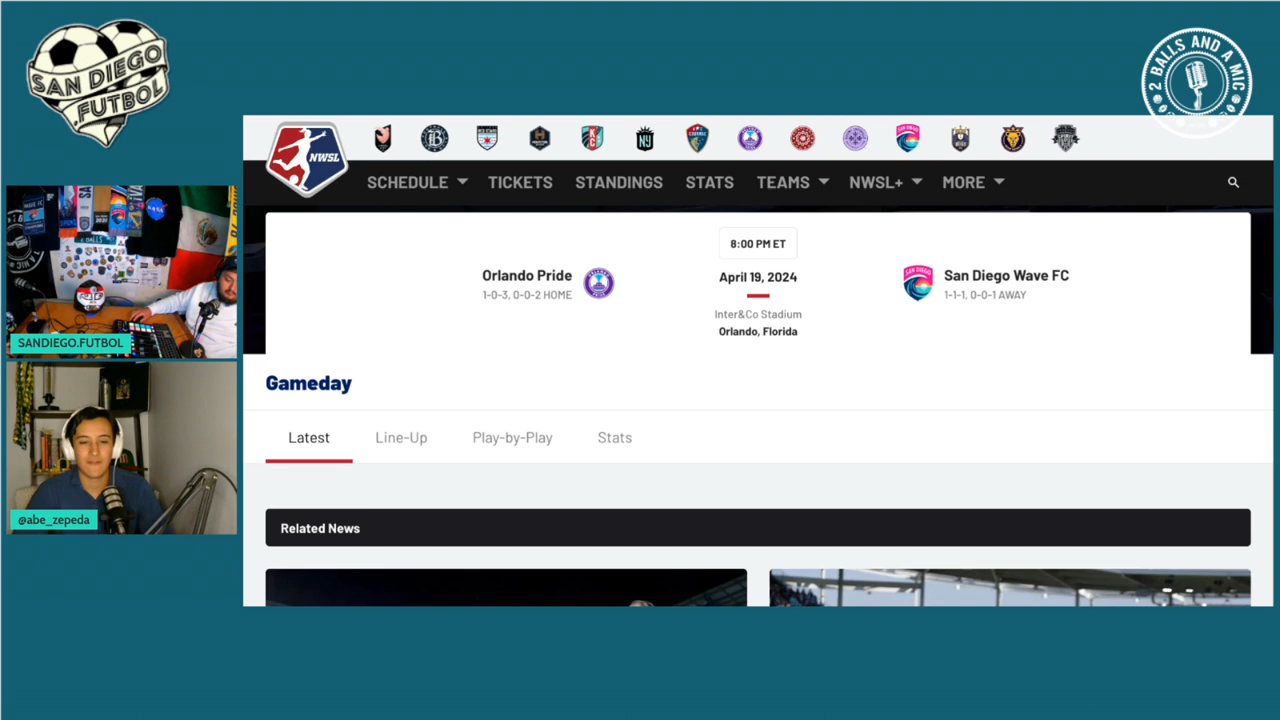 SAN DIEGO
.FUTBOL
2 BALLS AND A MIC
NWSL
SCHEDULE
TICKETS
STANDINGS
STATS
TEAMS
NWSL+
MORE
8:00 PM ET
Orlando Pride
1-0-3, 0-0-2 HOME
April 19, 2024
San Diego Wave FC
1-1-1, 0-0-1 AWAY
Inter&Co Stadium
Orlando, Florida
Gameday
Latest
Line-Up
Play-by-Play
Stats
Related News
SANDIEGO.FUTBOL
@abe_zepeda